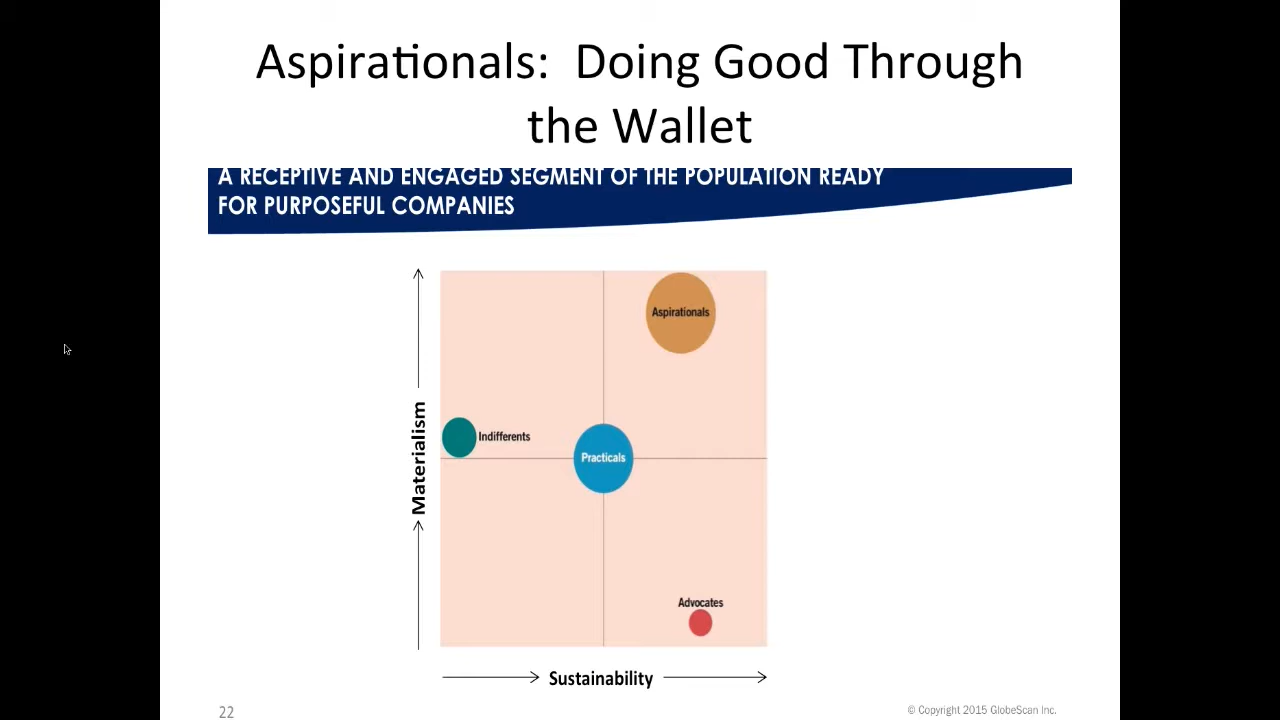 Aspirationals: Doing Good Through
the Wallet
A RECEPTIVE AND ENGAGED SEGMENT OF THE POPULATION READY
FOR PURPOSEFUL COMPANIES
Aspirationals
Materialism
Indifferents
Practicals
Advocates
Sustainability
22
© Copyright 2015 GlobeScan Inc.